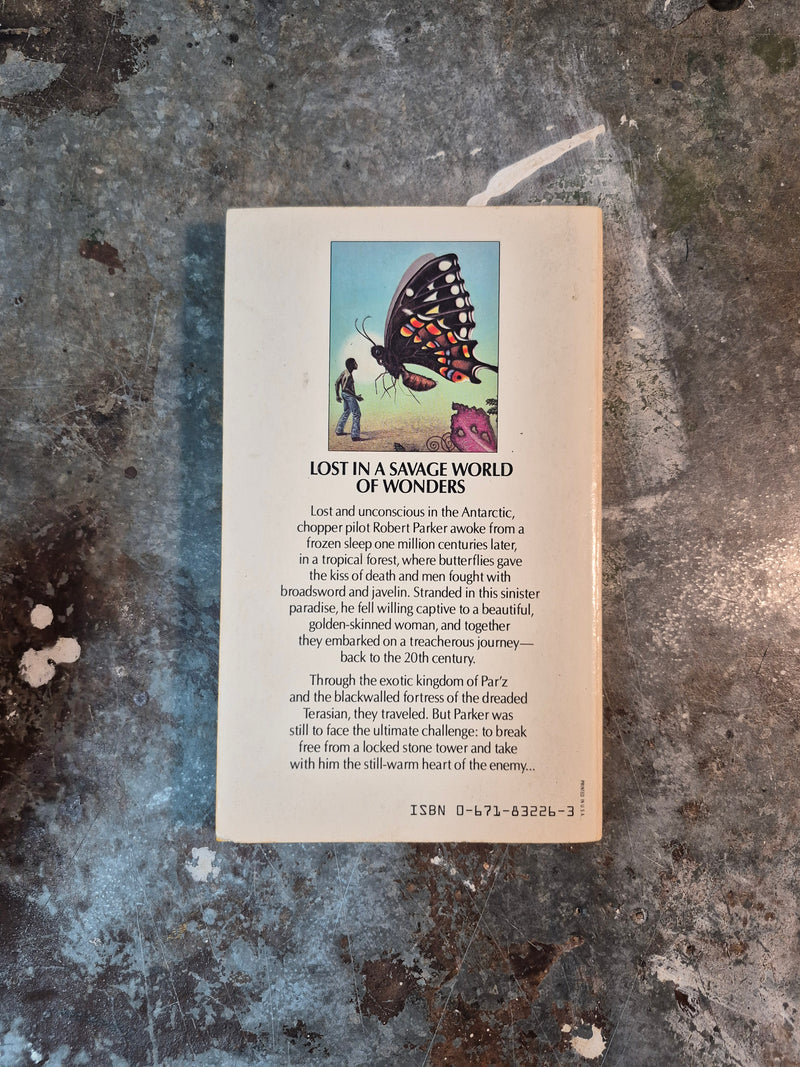 LOST IN A SAVAGE WORLD
OF WONDERS
Lost and unconscious in the Antarctic,
chopper pilot Robert Parker awoke from a
frozen sleep one million centuries later,
in a tropical forest, where butterflies gave
the kiss of death and men fought with
broadsword and javelin. Stranded in this sinister
paradise, he fell willing captive to a beautiful,
golden-skinned woman, and together
they embarked on a treacherous journey—
back to the 20th century.
Through the exotic kingdom of Par'z
and the blackwalled fortress of the dreaded
Terasian, they traveled. But Parker was
still to face the ultimate challenge: to break
free from a locked stone tower and take
with him the still-warm heart of the enemy...
PRINTED IN U.S.A.
ISBN 0-671-83226-3